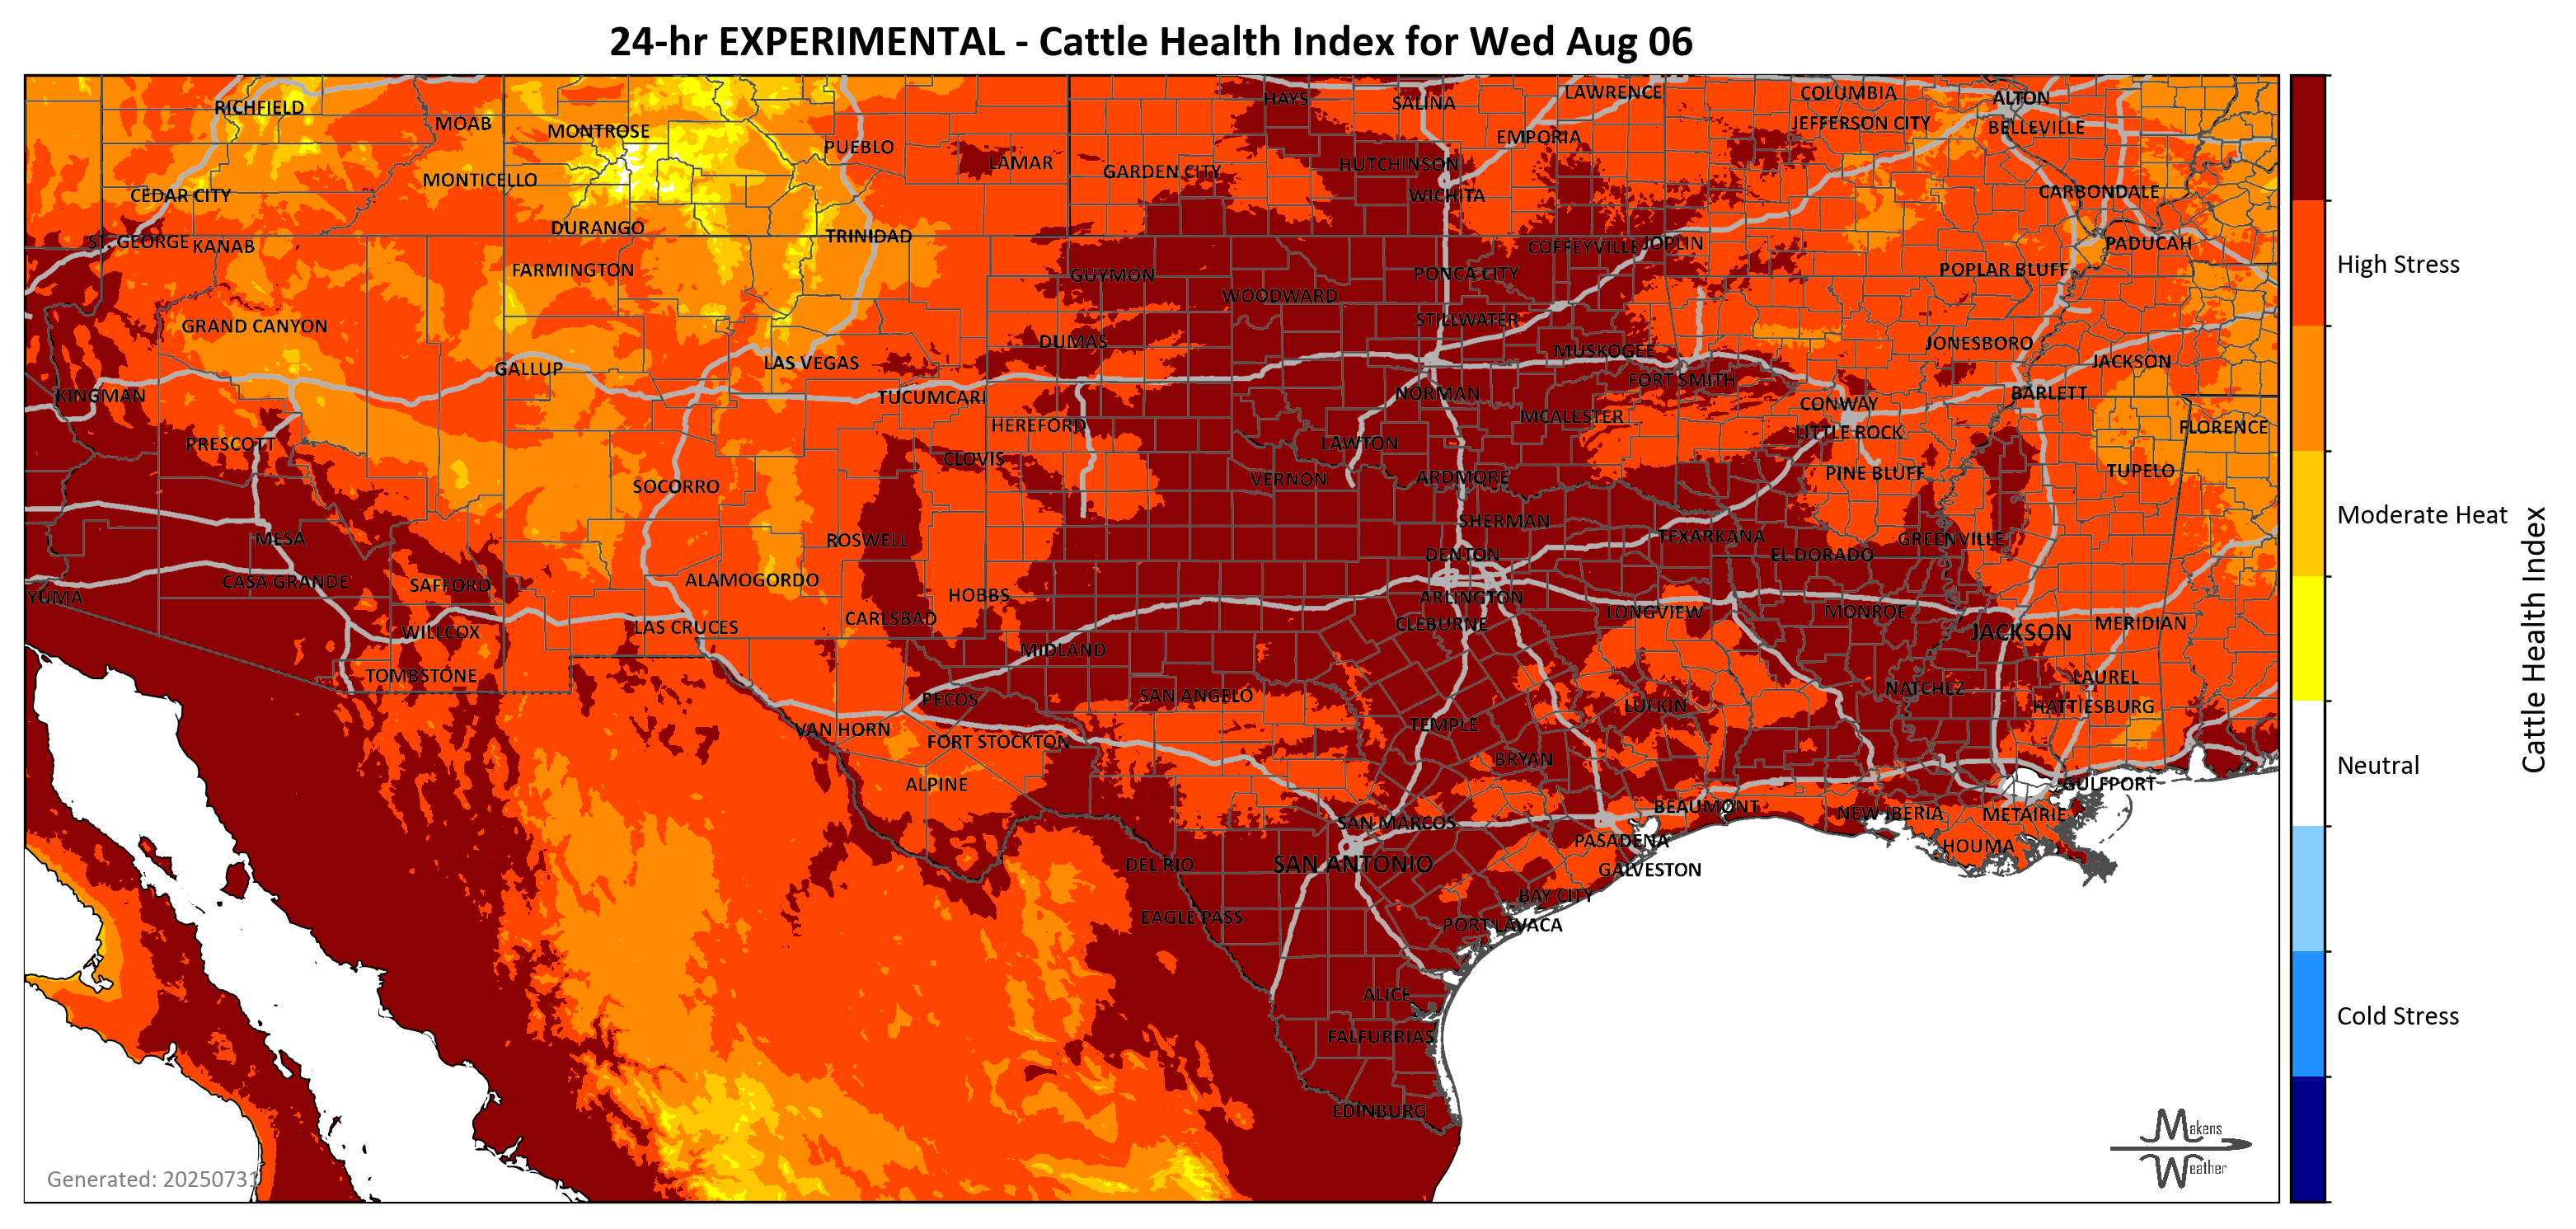 24-hr EXPERIMENTAL - Cattle Health Index for Wed Aug 06
RICHFIELD
MOAB
MONTROSE
PUEBLO
LAMAR
HAYS
SALINA
LAWRENCE
COLUMBIA
ALTON
JEFFERSON CITY
BELLEVILLE
EMPORIA
GARDEN CITY
HUTCHINSON
WICHITA
CEDAR CITY
MONTICELLO
CARBONDALE
DURANGO
TRINIDAD
ST. GEORGE
KANAB
COFFEYVILLE
JOPLIN
PADUCAH
High Stress
FARMINGTON
GUYMON
PONCA CITY
POPLAR BLUFF
WOODWARD
GRAND CANYON
STILLWATER
DUMAS
MUSKOGEE
JONESBORO
GALLUP
LAS VEGAS
JACKSON
FORT SMITH
KINGMAN
TUCUMCARI
NORMAN
BARLETT
CONWAY
MCALESTER
HEREFORD
FLORENCE
LITTLE ROCK
PRESCOTT
LAWTON
CLOVIS
PINE BLUFF
TUPELO
SOCORRO
VERNON
ARDMORE
Moderate Heat
SHERMAN
MESA
ROSWELL
TEXARKANA
GREENVILLE
DENTON
EL DORADO
CASA GRANDE
SAFFORD
ALAMOGORDO
YUMA
HOBBS
ARLINGTON
LONGVIEW
MONROE
CARLSBAD
CLEBURNE
MERIDIAN
WILLCOX
LAS CRUCES
JACKSON
MIDLAND
Cattle Health Index
TOMBSTONE
PECOS
SAN ANGELO
NATCHEZ
LAUREL
LUFKIN
HATTIESBURG
VAN HORN
FORT STOCKTON
TEMPLE
BRYAN
Neutral
ALPINE
GULFPORT
BEAUMONT
NEW IBERIA
METAIRIE
SAN MARCOS
PASADENA
HOUMA
DEL RIO
SAN ANTONIO
GALVESTON
BAY CITY
EAGLE PASS
PORT LAVACA
ALICE
Cold Stress
FALFURRIAS
EDINBURG
Makens
Weather
Generated: 20250731